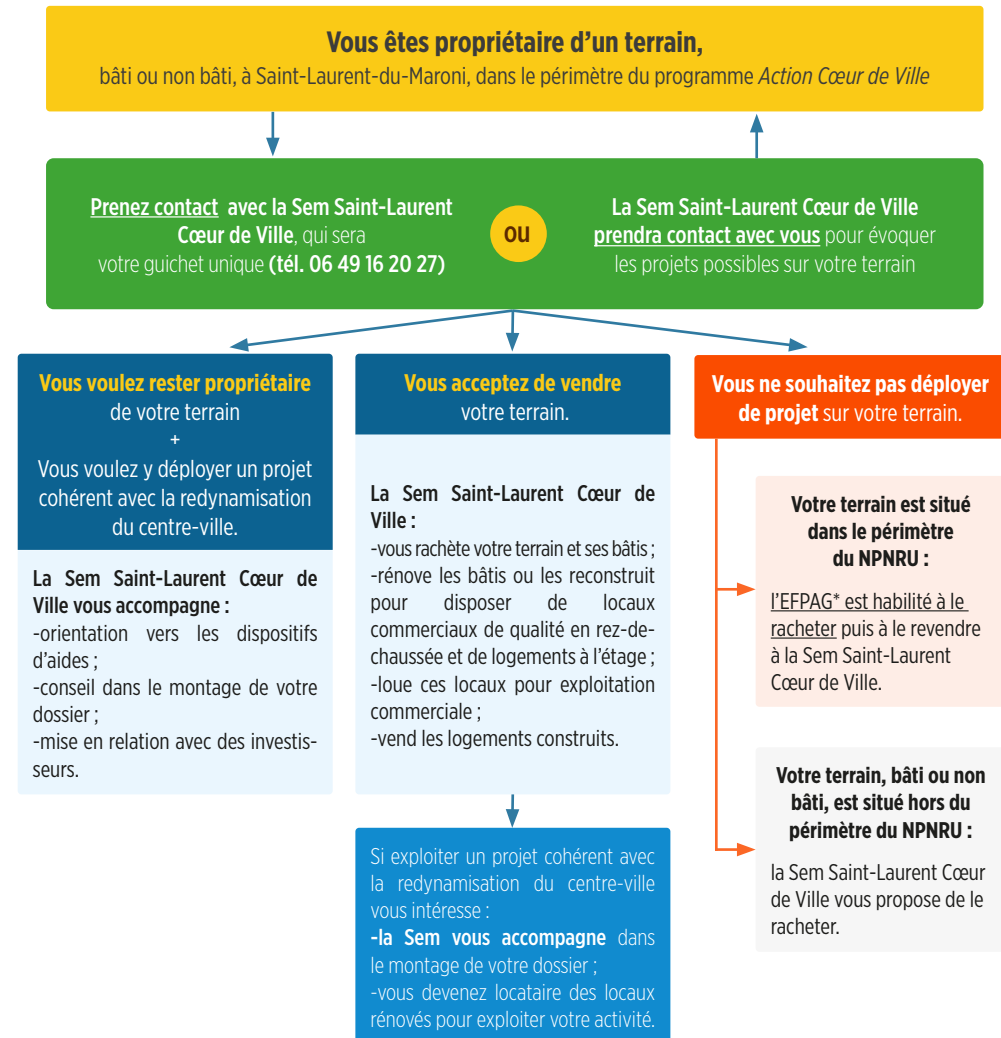 Vous êtes propriétaire d'un terrain,
bâti ou non bâti, à Saint-Laurent-du-Maroni, dans le périmètre du programme Action Cœur de Ville
Prenez contact avec la Sem Saint-Laurent
Cœur de Ville, qui sera
votre guichet unique (tél. 06 49 16 20 27)
ou
La Sem Saint-Laurent Cœur de Ville
prendra contact avec vous pour évoquer
les projets possibles sur votre terrain
Vous voulez rester propriétaire
de votre terrain
+
Vous voulez y déployer un projet
cohérent avec la redynamisation
du centre-ville.
La Sem Saint-Laurent Cœur de
Ville vous accompagne :
-orientation vers les dispositifs
d'aides ;
-conseil dans le montage de votre
dossier ;
-mise en relation avec des investis-
seurs.
Vous acceptez de vendre
votre terrain.
La Sem Saint-Laurent Cœur de
Ville :
-vous rachète votre terrain et ses bâtis ;
-rénove les bâtis ou les reconstruit
pour disposer de locaux
commerciaux de qualité en rez-de-
chaussée et de logements à l'étage ;
-loue ces locaux pour exploitation
commerciale ;
-vend les logements construits.
Si exploiter un projet cohérent avec
la redynamisation du centre-ville
vous intéresse :
-la Sem vous accompagne dans
le montage de votre dossier ;
-vous devenez locataire des locaux
rénovés pour exploiter votre activité.
Vous ne souhaitez pas déployer
de projet sur votre terrain.
Votre terrain est situé
dans le périmètre
du NPNRU :
l'EFPAG* est habilité à le
racheter puis à le revendre
à la Sem Saint-Laurent
Cœur de Ville.
Votre terrain, bâti ou non
bâti, est situé hors du
périmètre du NPNRU :
la Sem Saint-Laurent Cœur
de Ville vous propose de le
racheter.